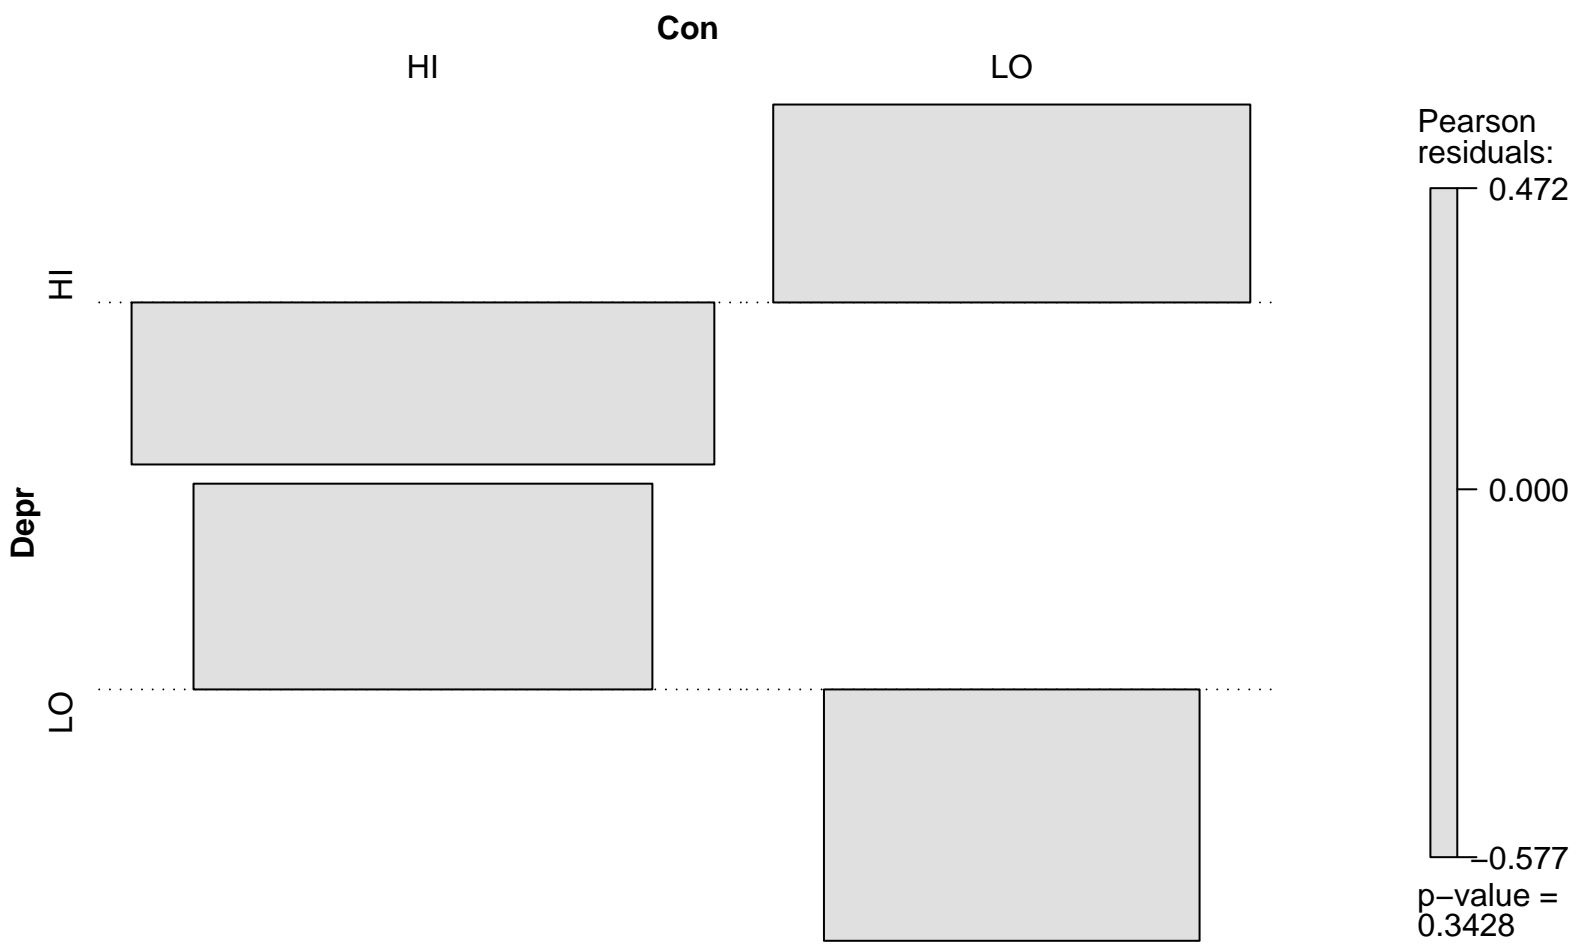 Con
HI
LO
Pearson
residuals:
0.472
HI
0.000
Depr
LO
−0.577
p−value =
0.3428